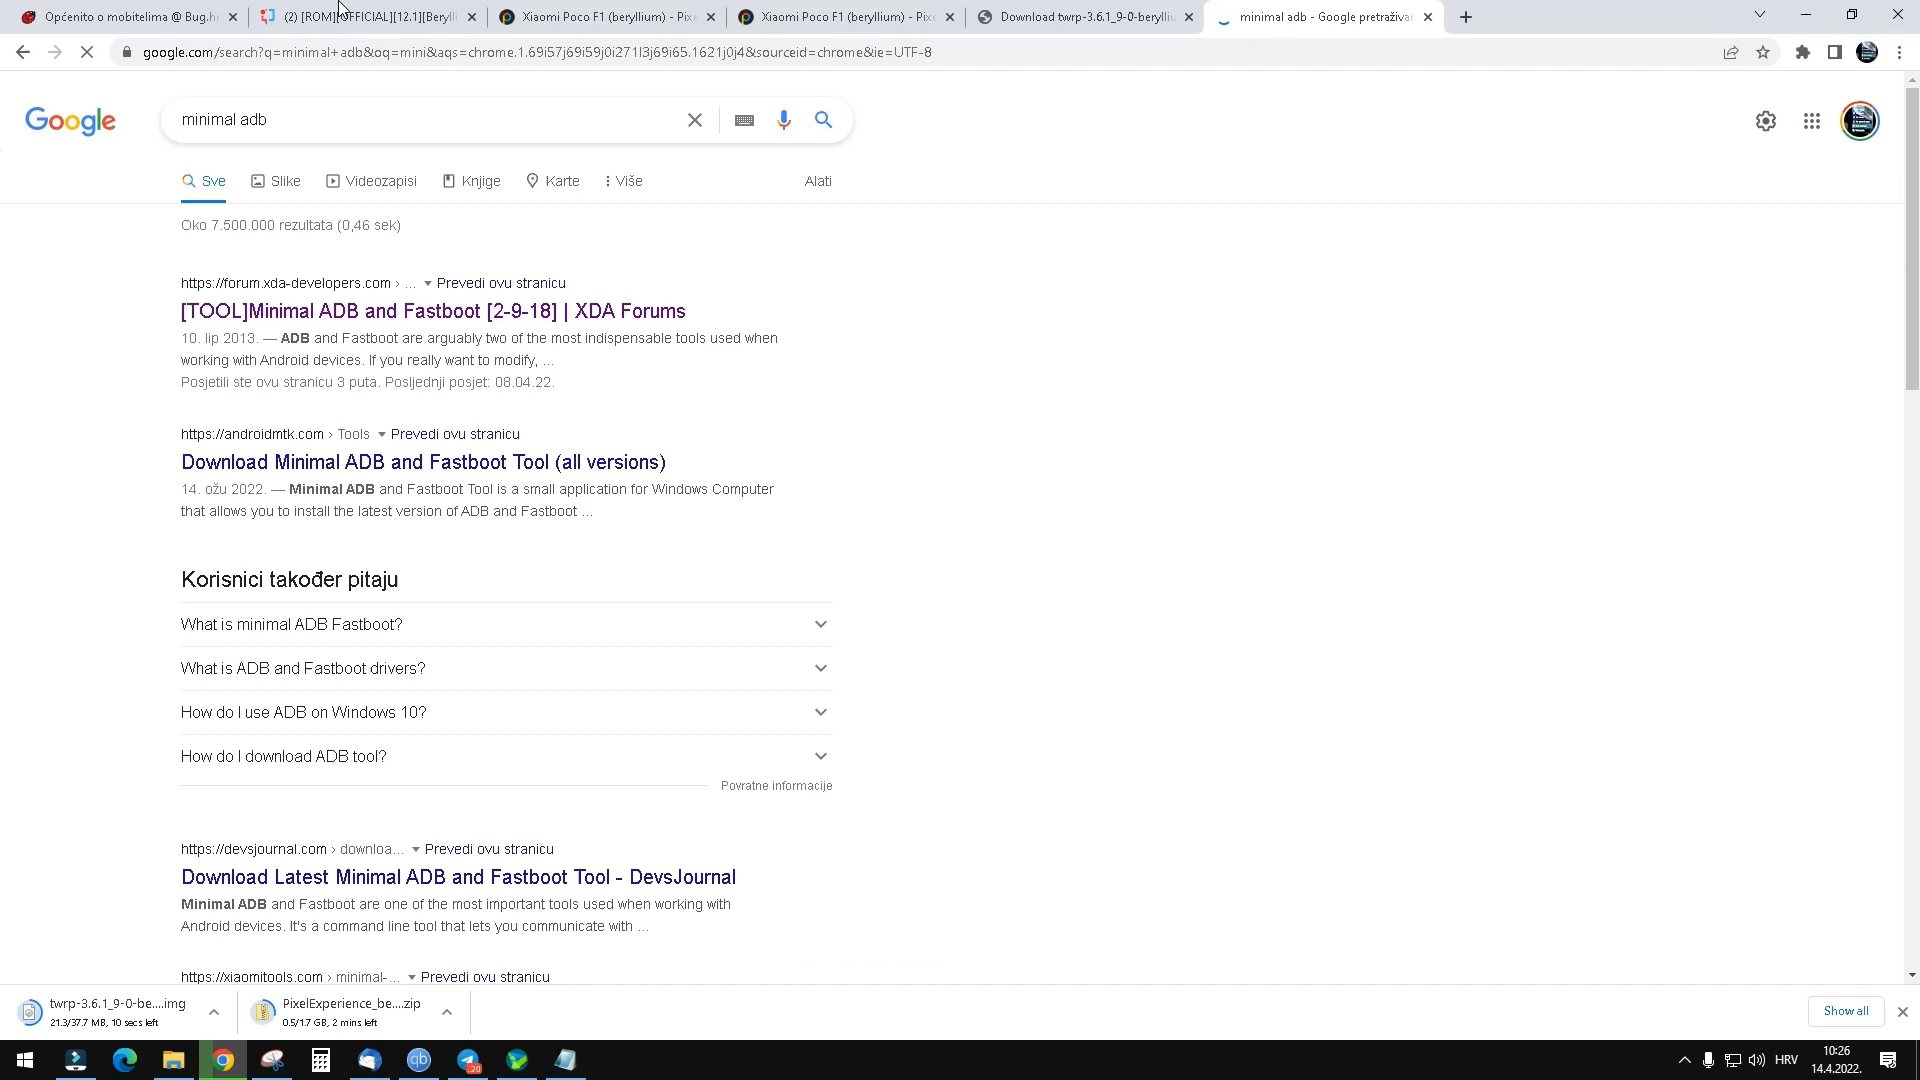 Općenito o mobitelima @ Bug.hr
(2) [ROM][OFFICIAL][12.1][Berylli
Xiaomi Poco F1 (beryllium) - Pixe
Xiaomi Poco F1 (beryllium) - Pixe
Download twrp-3.6.1_9-0-berylliu
minimal adb - Google pretraživan
google.com/search?q=minimal+adb&oq=mini&aqs=chrome.1.69i57j69i59j0i271l3j69i65.1621j0j4&sourceid=chrome&ie=UTF-8
Google
minimal adb
Sve
Slike
Videozapisi
Knjige
Karte
Više
Alati
Oko 7.500.000 rezultata (0,46 sek)
https://forum.xda-developers.com › ... Prevedi ovu stranicu
[TOOL]Minimal ADB and Fastboot [2-9-18] | XDA Forums
10. lip 2013. — ADB and Fastboot are arguably two of the most indispensable tools used when
working with Android devices. If you really want to modify, ...
Posjetili ste ovu stranicu 3 puta. Posljednji posjet: 08.04.22.
https://androidmtk.com › Tools Prevedi ovu stranicu
Download Minimal ADB and Fastboot Tool (all versions)
14. ožu 2022. — Minimal ADB and Fastboot Tool is a small application for Windows Computer
that allows you to install the latest version of ADB and Fastboot ...
Korisnici također pitaju
What is minimal ADB Fastboot?
What is ADB and Fastboot drivers?
How do I use ADB on Windows 10?
How do I download ADB tool?
Povratne informacije
https://devsjournal.com › downloa... Prevedi ovu stranicu
Download Latest Minimal ADB and Fastboot Tool - DevsJournal
Minimal ADB and Fastboot are one of the most important tools used when working with
Android devices. It's a command line tool that lets you communicate with ...
https://xiaomitools.com › minimal-... Prevedi ovu stranicu
twrp-3.6.1_9-0-be....img
21.3/37.7 MB, 10 secs left
PixelExperience_be....zip
0.5/1.7 GB, 2 mins left
Show all
20
HRV
10:26
14.4.2022.